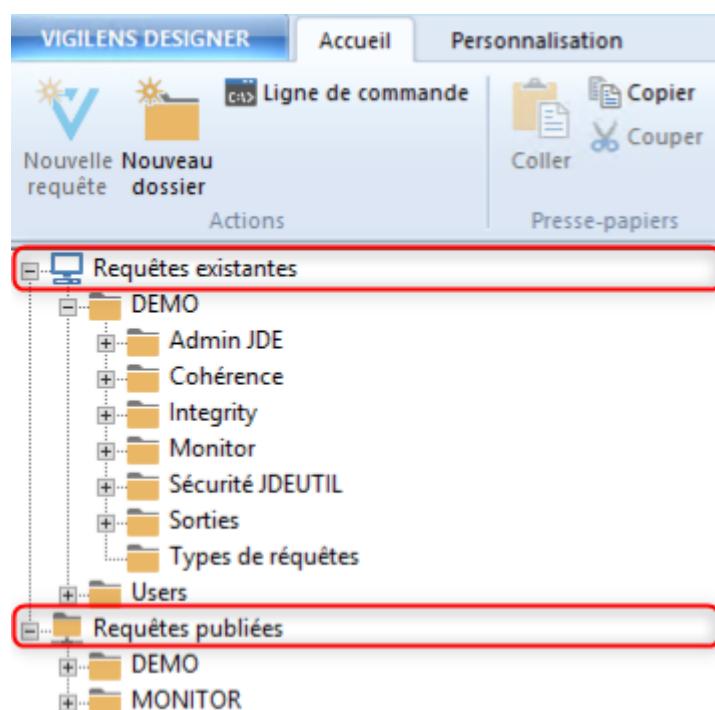 VIGILENS DESIGNER Accueil Personnalisation
Ligne de commande Copier
Couper
Nouvelle requête Nouveau dossier Coller
Actions Presse-papiers
Requêtes existantes
DEMO
Admin JDE
Cohérence
Integrity
Monitor
Sécurité JDEUTIL
Sorties
Types de réquêtes
Users
Requêtes publiées
DEMO
MONITOR